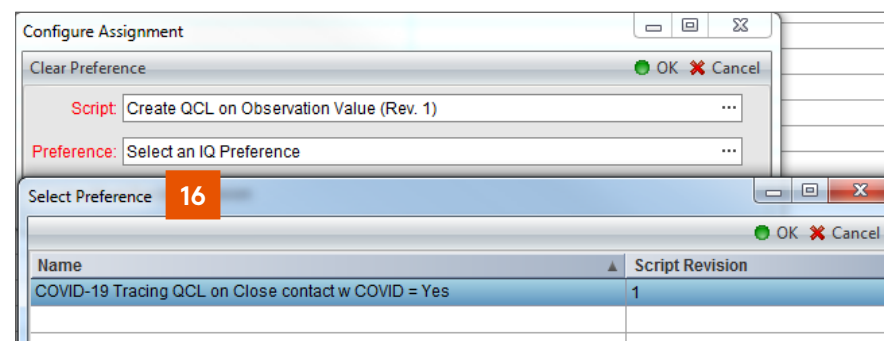 Configure Assignment
Clear Preference OK Cancel
Script: Create QCL on Observation Value (Rev. 1) ...
Preference: Select an IQ Preference ...
Select Preference 16
OK Cancel
Name Script Revision
COVID-19 Tracing QCL on Close contact w COVID = Yes 1